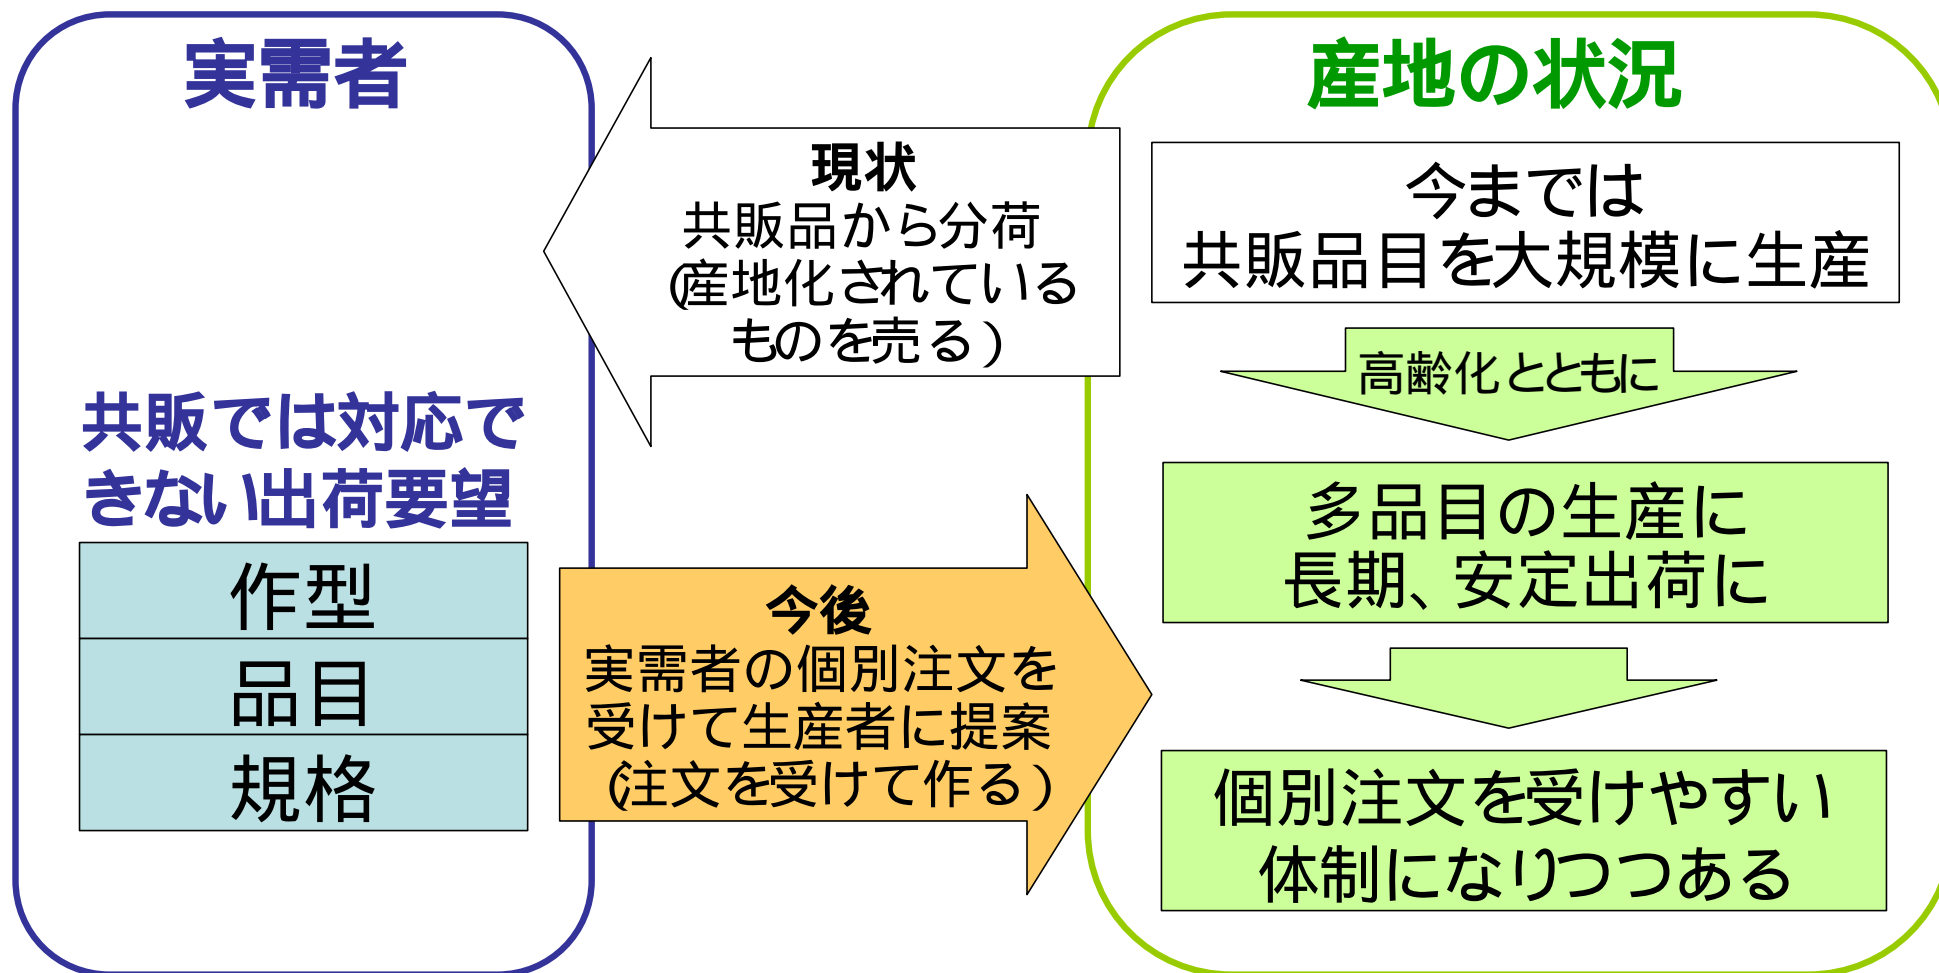 実需者
共販では対応で
きない出荷要望
作型
品目
規格
現状
共販品から分荷
(産地化されている
ものを売る)
今後
実需者の個別注文を
受けて生産者に提案
(注文を受けて作る)
産地の状況
今までは
共販品目を大規模に生産
高齢化とともに
多品目の生産に
長期、安定出荷に
個別注文を受けやすい
体制になりつつある